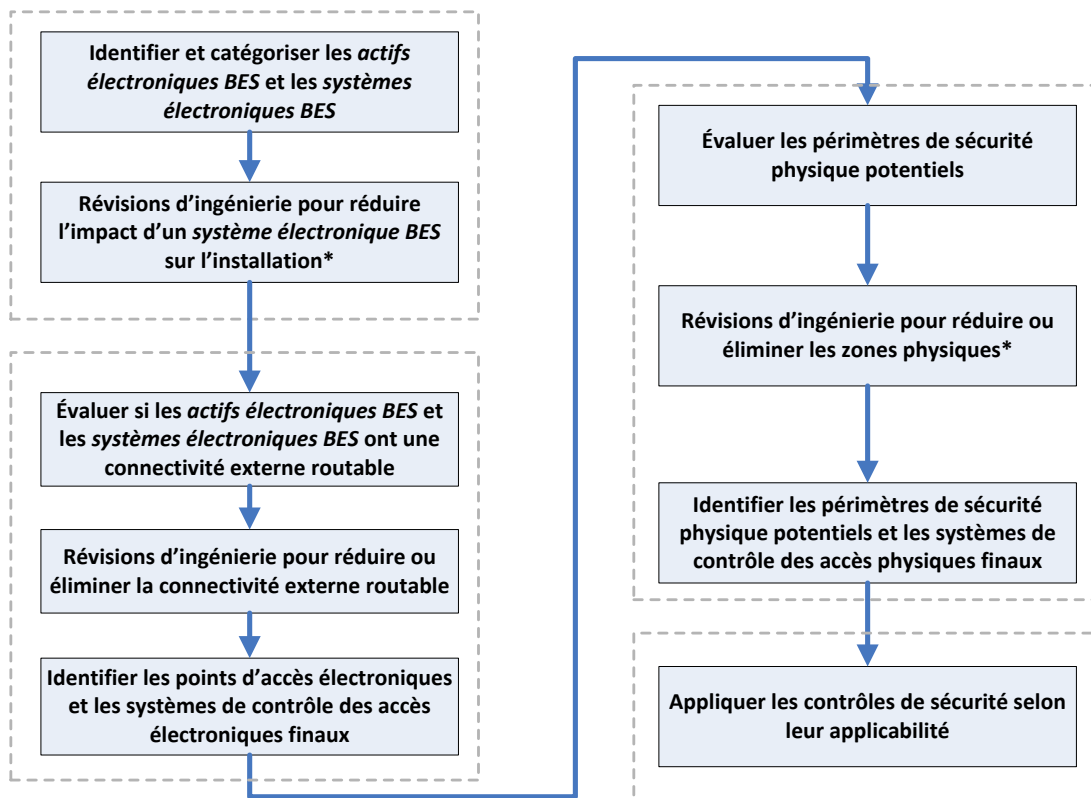 Identifier et catégoriser les actifs
électroniques BES et les systèmes
électroniques BES
Révisions d’ingénierie pour réduire
l’impact d’un système électronique BES
sur l’installation*
Évaluer si les actifs électroniques BES et
les systèmes électroniques BES ont une
connectivité externe routable
Révisions d’ingénierie pour réduire ou
éliminer la connectivité externe routable
Identifier les points d’accès électroniques
et les systèmes de contrôle des accès
électroniques finaux
Évaluer les périmètres de sécurité
physique potentiels
Révisions d’ingénierie pour réduire ou
éliminer les zones physiques*
Identifier les périmètres de sécurité
physique potentiels et les systèmes de
contrôle des accès physiques finaux
Appliquer les contrôles de sécurité selon
leur applicabilité